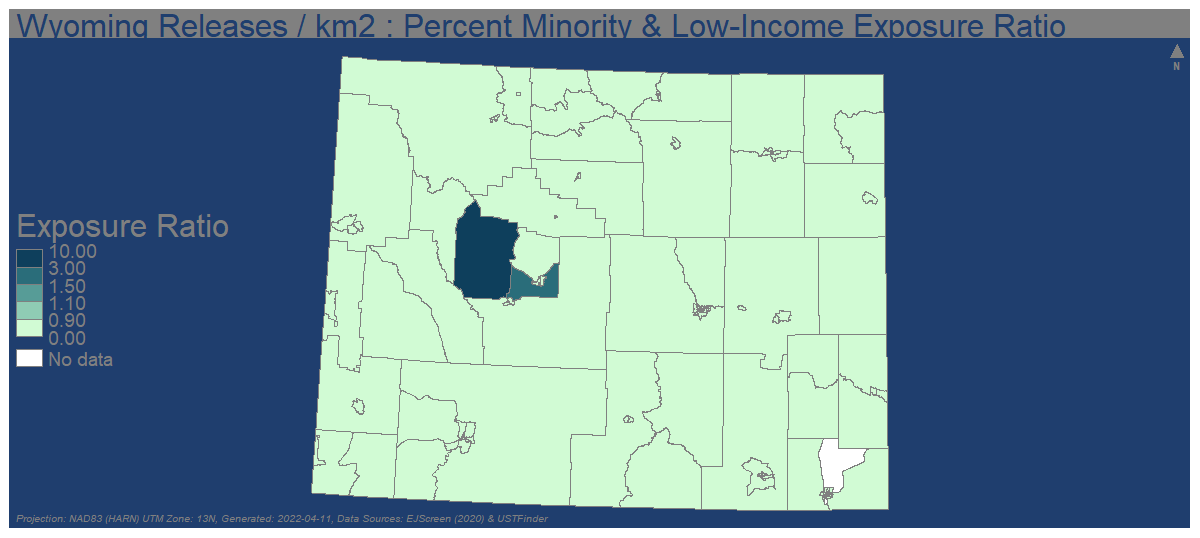 Wyoming Releases / km2 : Percent Minority & Low-Income Exposure Ratio
N
Exposure Ratio
10.00
3.00
1.50
1.10
0.90
0.00
No data
Projection: NAD83 (HARN) UTM Zone: 13N, Generated: 2022-04-11, Data Sources: EJScreen (2020) & USTFinder